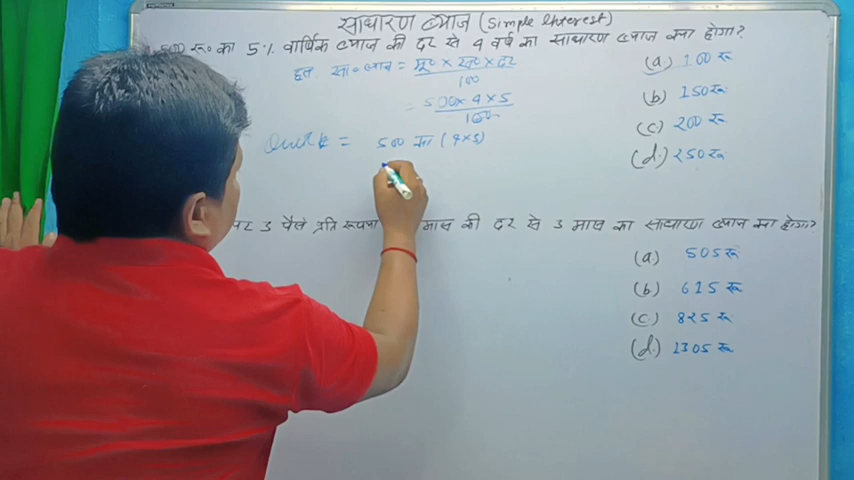 साधारण ब्याज (Simple Interest)
500 रू० का 5% वार्षिक ब्याज की दर से 4 वर्ष का साधारण ब्याज क्या होगा?
हल. सा० ब्याज = मू० × स० × दर
100
= 500 × 4 × 5
100
= 500 का (4×5)
(a) 100 रू
(b) 150 रू
(c) 200 रू
(d) 250 रू
पर 3 पैसे प्रति रूपया मास की दर से 3 मास का साधारण ब्याज क्या होगा?
(a) 505 रू
(b) 615 रू
(c) 825 रू
(d) 1305 रू